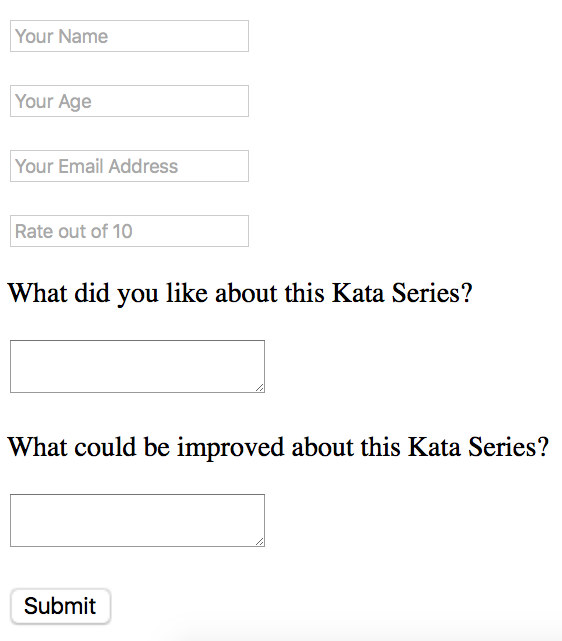 Your Name
Your Age
Your Email Address
Rate out of 10
What did you like about this Kata Series?
What could be improved about this Kata Series?
Submit